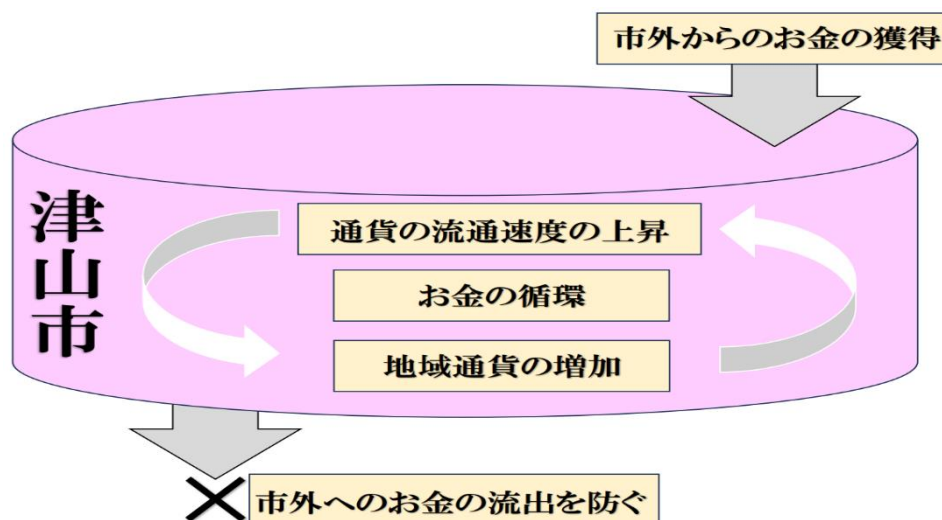 市外からのお金の獲得
津山市
通貨の流通速度の上昇
お金の循環
地域通貨の増加
市外へのお金の流出を防ぐ